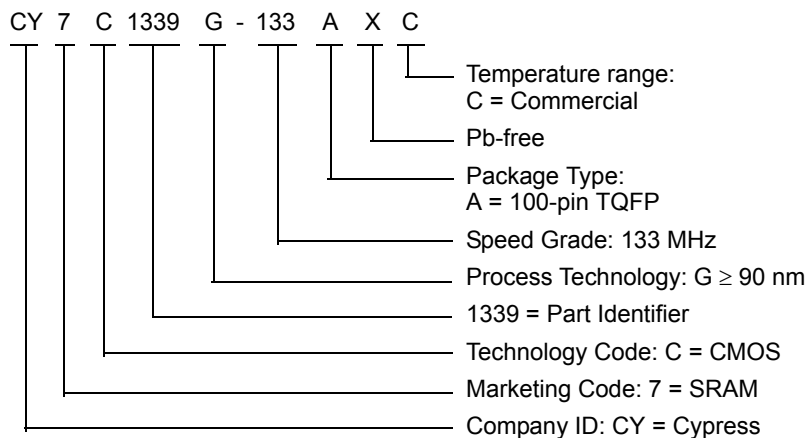 CY 7 C 1339 G - 133 A X C
Temperature range:
C = Commercial
Pb-free
Package Type:
A = 100-pin TQFP
Speed Grade: 133 MHz
Process Technology: G ≥ 90 nm
1339 = Part Identifier
Technology Code: C = CMOS
Marketing Code: 7 = SRAM
Company ID: CY = Cypress